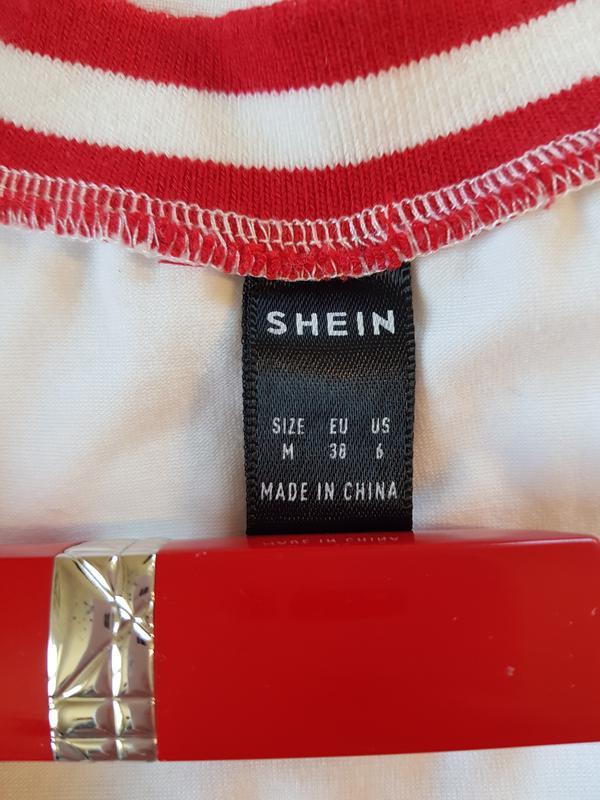 SHEIN
SIZE EU US
M 38 6
MADE IN CHINA